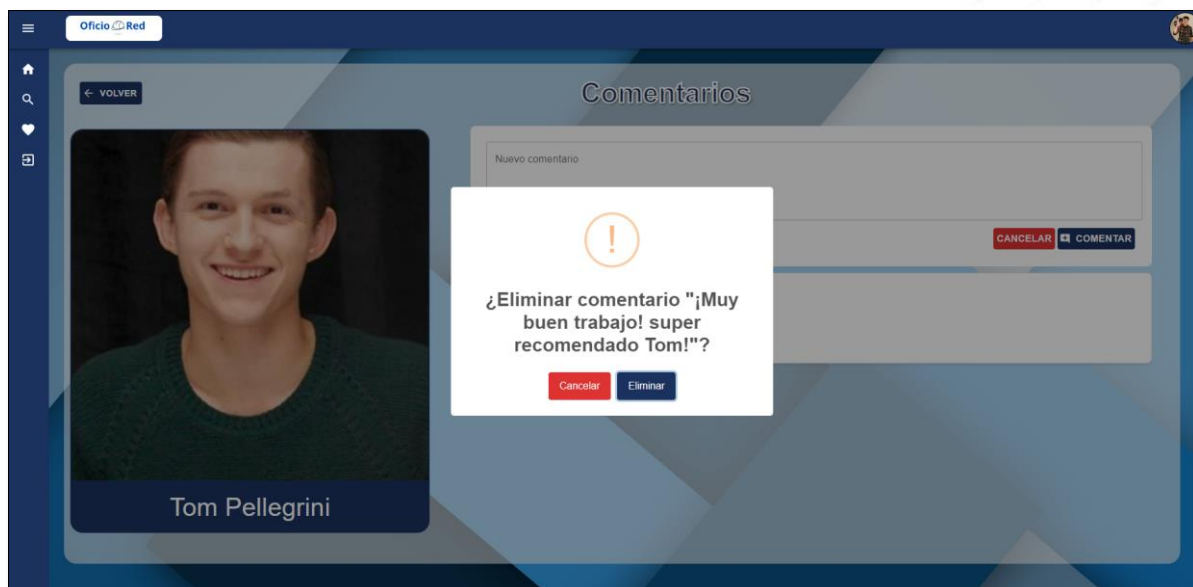 Oficio Red
VOLVER
Comentarios
Nuevo comentario
CANCELAR COMENTAR
¿Eliminar comentario "¡Muy
buen trabajo! super
recomendado Tom!"?
Cancelar Eliminar
Tom Pellegrini